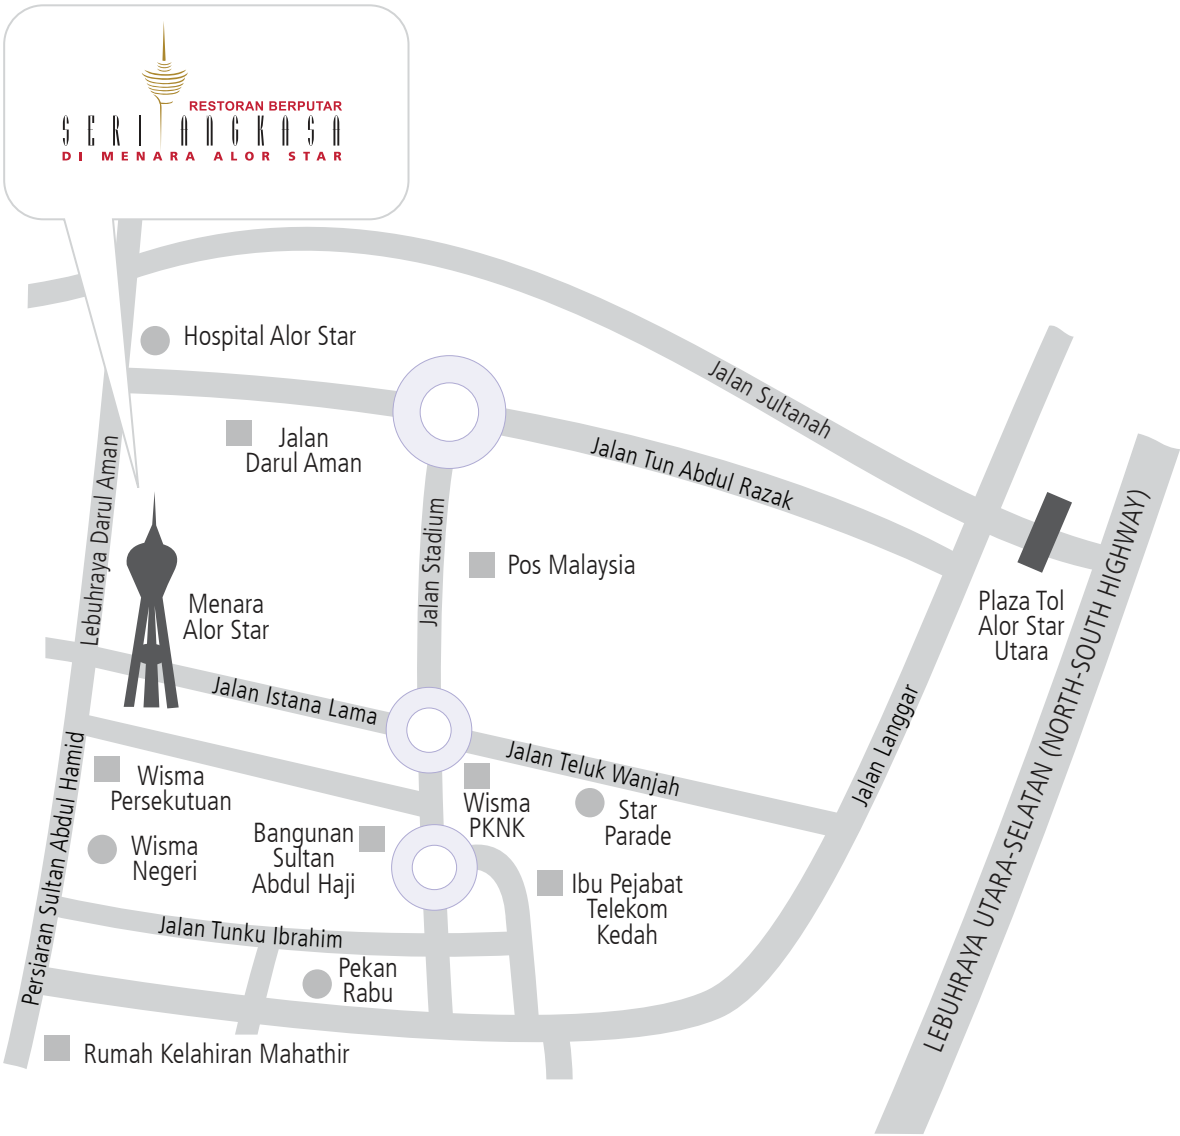 RESTORAN BERPUTAR
SERI ANGKASA
DI MENARA ALOR STAR
Hospital Alor Star
Jalan Sultanah
Jalan
Darul Aman
Jalan Tun Abdul Razak
Lebuhraya Darul Aman
Jalan Stadium
Pos Malaysia
Menara
Alor Star
Plaza Tol
Alor Star
Utara
LEBUHRAYA UTARA-SELATAN (NORTH-SOUTH HIGHWAY)
Jalan Istana Lama
Jalan Teluk Wanjah
Jalan Langgar
Persiaran Sultan Abdul Hamid
Wisma
Persekutuan
Wisma
PKNK
Star
Parade
Wisma
Negeri
Bangunan
Sultan
Abdul Haji
Ibu Pejabat
Telekom
Kedah
Jalan Tunku Ibrahim
Pekan
Rabu
Rumah Kelahiran Mahathir